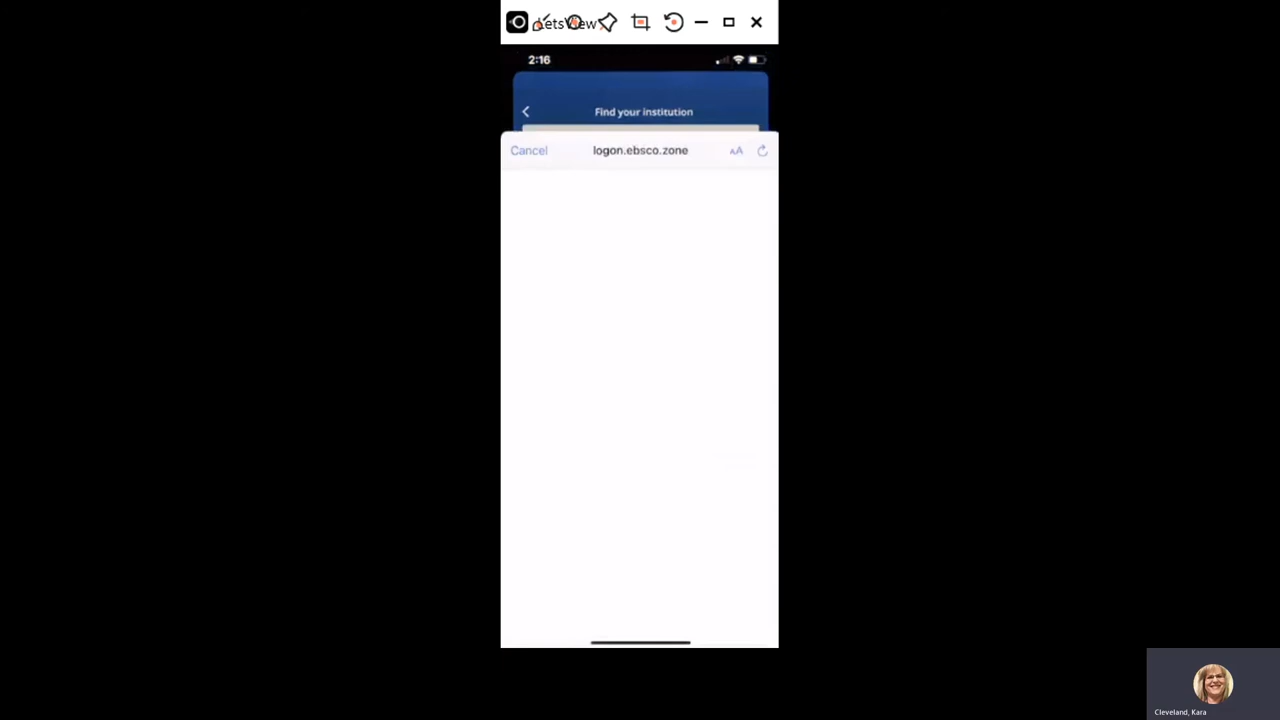 LetsView
2:16
Find your institution
Cancel
logon.ebsco.zone
AA
Cleveland, Kara